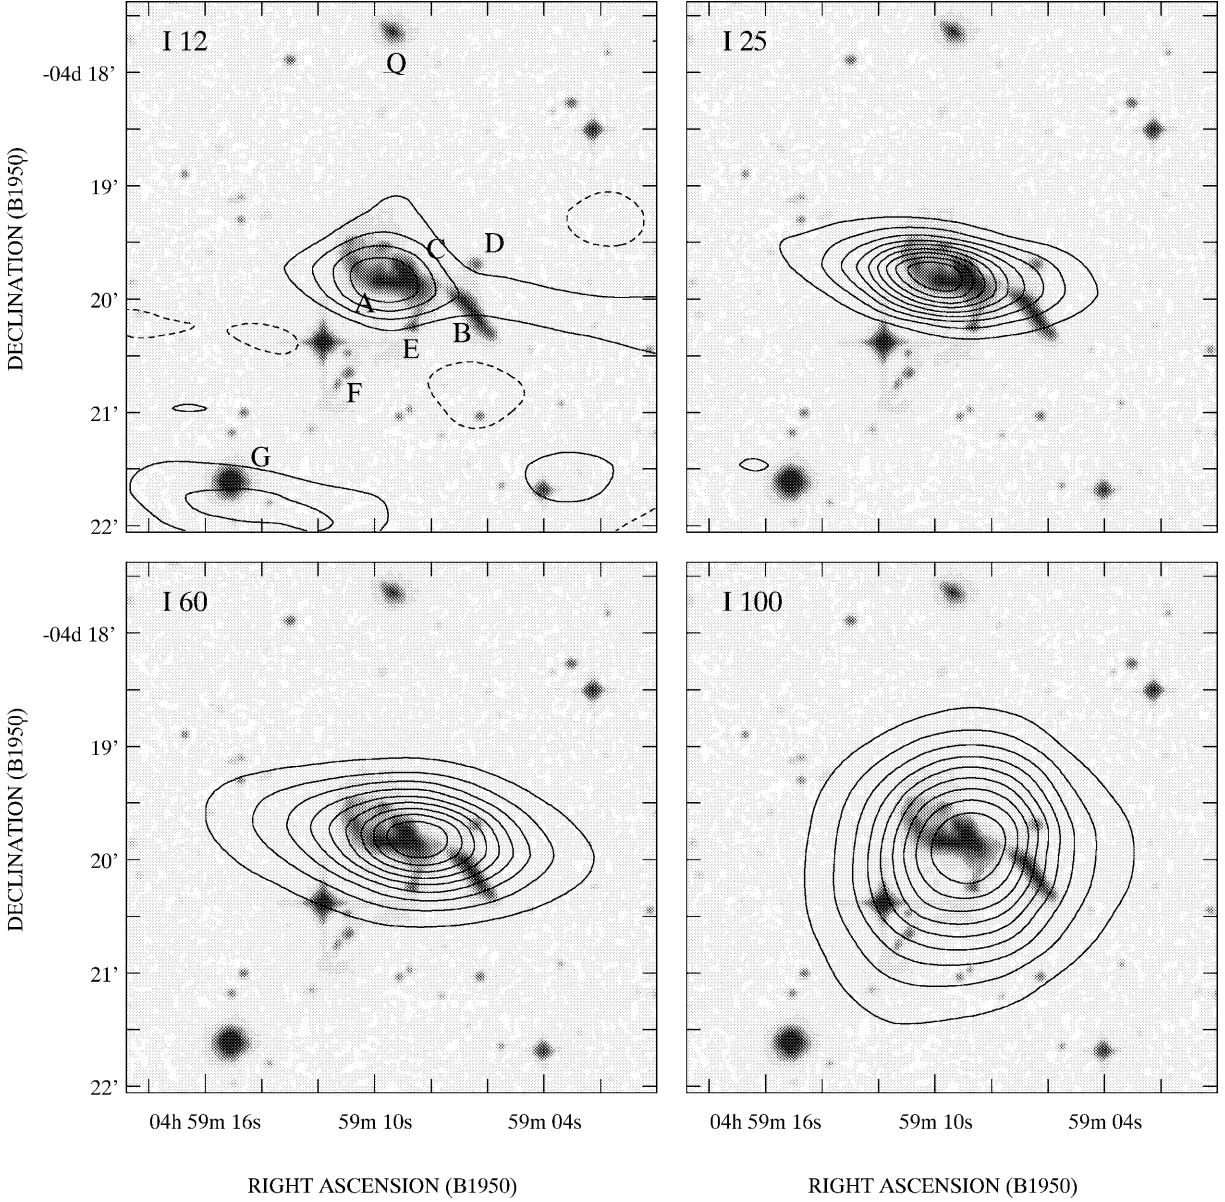 I 12
I 25
Q
-04d 18’
19’
20’
21’
22’
C
D
A
B
E
F
G
DECLINATION (B1950)
I 60
I 100
-04d 18’
19’
20’
21’
22’
DECLINATION (B1950)
04h 59m 16s 59m 10s 59m 04s
04h 59m 16s 59m 10s 59m 04s
RIGHT ASCENSION (B1950)
RIGHT ASCENSION (B1950)